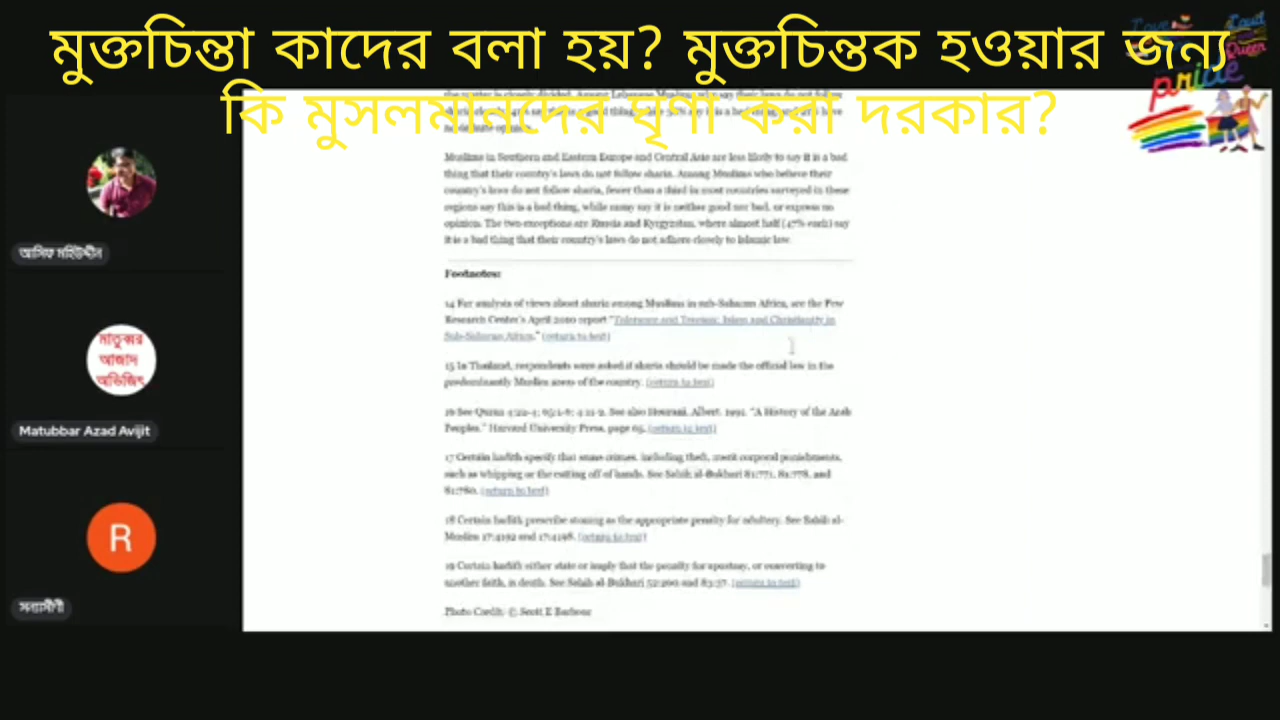 মুক্তচিন্তা কাদের বলা হয়? মুক্তচিন্তক হওয়ার জন্য
কি মুসলমানদের ঘৃণা করা দরকার?
pride
আসিফ মহিউদ্দীন
মাতুব্বর
আজাদ
অভিজিৎ
Matubbar Azad Avijit
R
সন্যাসীণী
Muslims in Southern and Eastern Europe and Central Asia are less likely to say it is a bad
thing that their country's laws do not follow sharia. Among Muslims who believe their
country's laws do not follow sharia, fewer than a third in most countries surveyed in these
regions say this is a bad thing, while many say it is neither good nor bad, or express no
opinion. The two exceptions are Russia and Kyrgyzstan, where almost half (47% each) say
it is a bad thing that their country's laws do not adhere closely to Islamic law.
Footnotes:
14 For analysis of views about sharia among Muslims in sub-Saharan Africa, see the Pew
Research Center's April 2010 report "Tolerance and Tension: Islam and Christianity in
Sub-Saharan Africa." (return to text)
15 In Thailand, respondents were asked if sharia should be made the official law in the
predominantly Muslim areas of the country. (return to text)
See also Hourani, Albert. 1991. "A History of the Arab
Peoples." Harvard University Press, page 65. (return to text)
17 Certain hadith specify that some crimes, including theft, merit corporal punishments,
such as whipping or the cutting off of hands. See Sahih al-Bukhari 81:771, 81:778, and
81:780. (return to text)
18 Certain hadith prescribe stoning as the appropriate penalty for adultery. See Sahih al-
Muslim 17:4192 and 17:4198. (return to text)
19 Certain hadith either state or imply that the penalty for apostasy, or converting to
another faith, is death. See Sahih al-Bukhari 52:260 and 83:37. (return to text)
Photo Credit: © Scott E Barbour